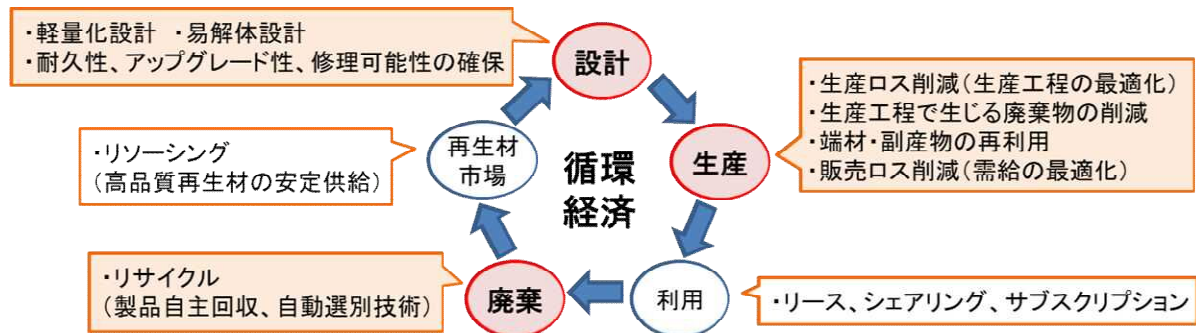 ・軽量化設計 ・易解体設計
・耐久性、アップグレード性、修理可能性の確保
設計
・生産ロス削減(生産工程の最適化)
・生産工程で生じる廃棄物の削減
・端材・副産物の再利用
・販売ロス削減(需給の最適化)
生産
・リソーシング
(高品質再生材の安定供給)
再生材
市場
循環
経済
・リサイクル
(製品自主回収、自動選別技術)
廃棄
利用
・リース、シェアリング、サブスクリプション